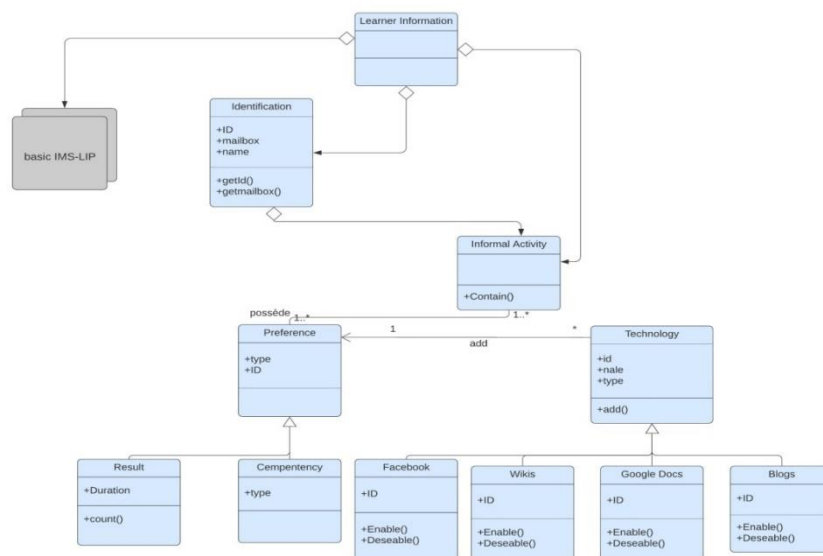 Learner Information
Identification
+ID
+mailbox
+name
+getId()
+getmailbox()
basic IMS-LIP
Informal Activity
+Contain()
possède
1..*
1..*
Preference
+type
+ID
1
*
add
Technology
+id
+nale
+type
+add()
Result
+Duration
+count()
Cempentency
+type
Facebook
+ID
+Enable()
+Deseable()
Wikis
+ID
+Enable()
+Deseable()
Google Docs
+ID
+Enable()
+Deseable()
Blogs
+ID
+Enable()
+Deseable()